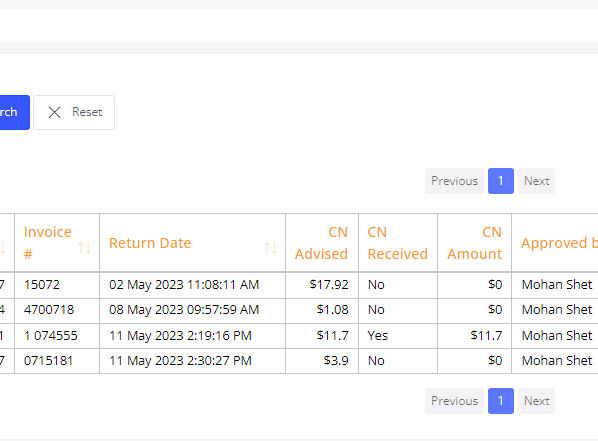 rch Reset
Previous 1 Next
Invoice # Return Date CN Advised CN Received CN Amount Approved b
7 15072 02 May 2023 11:08:11 AM $17.92 No $0 Mohan Shet
4 4700718 08 May 2023 09:57:59 AM $1.08 No $0 Mohan Shet
1 1 074555 11 May 2023 2:19:16 PM $11.7 Yes $11.7 Mohan Shet
7 0715181 11 May 2023 2:30:27 PM $3.9 No $0 Mohan Shet
Previous 1 Next